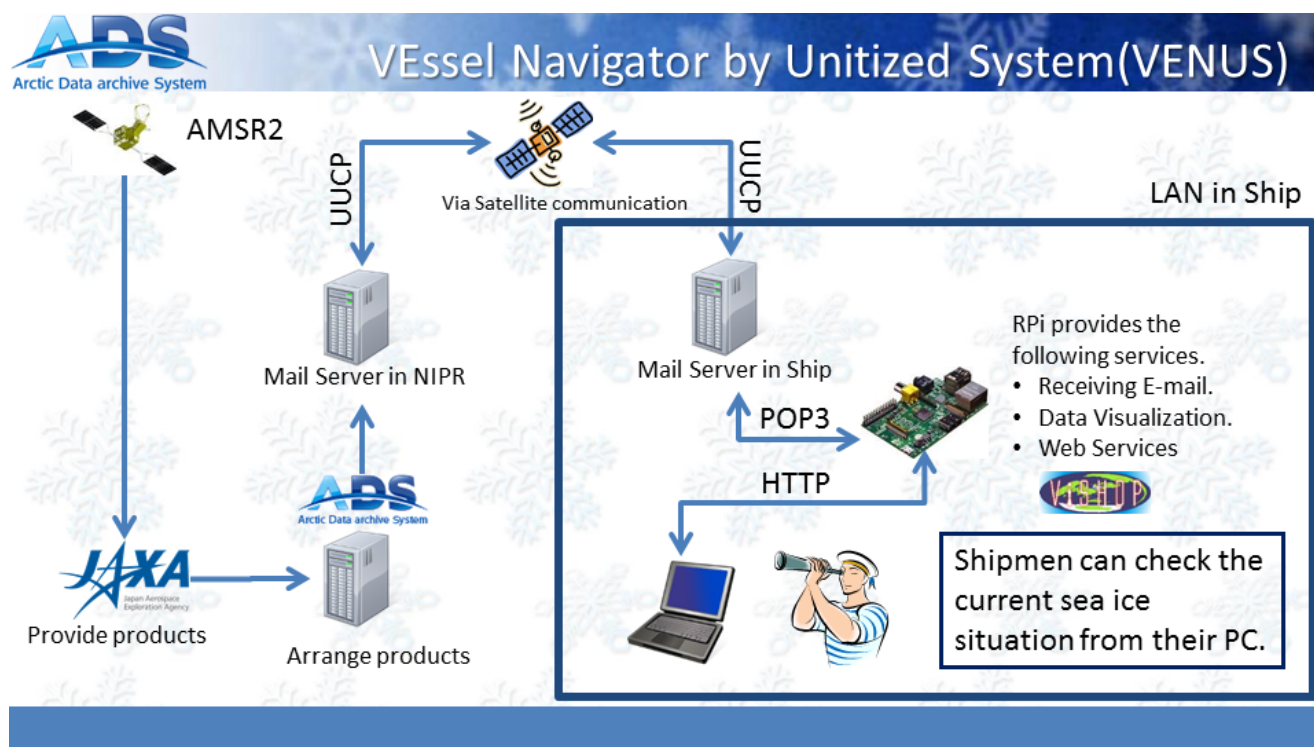 ADS
Arctic Data archive System
VEssel Navigator by Unitized System(VENUS)
AMSR2
UUCP
Via Satellite communication
UUCP
LAN in Ship
Mail Server in NIPR
Mail Server in Ship
RPi provides the
following services.
• Receiving E-mail.
• Data Visualization.
• Web Services
POP3
HTTP
VISHOP
ADS
Arctic Data archive System
JAXA
Japan Aerospace
Exploration Agency
Provide products
Arrange products
Shipmen can check the
current sea ice
situation from their PC.